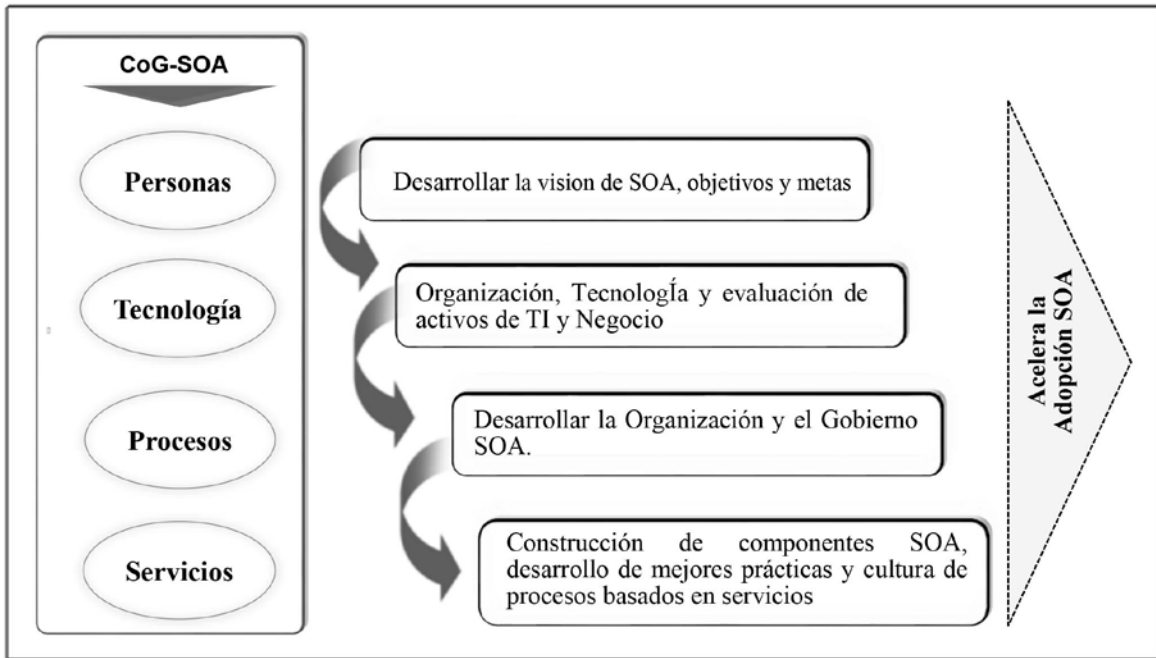 CoG-SOA
Personas
Tecnología
Procesos
Servicios
Desarrollar la vision de SOA, objetivos y metas
Organización, TecnologÍa y evaluación de
activos de TI y Negocio
Desarrollar la Organización y el Gobierno
SOA.
Construcción de componentes SOA,
desarrollo de mejores prácticas y cultura de
procesos basados en servicios
Acelera la
Adopción SOA